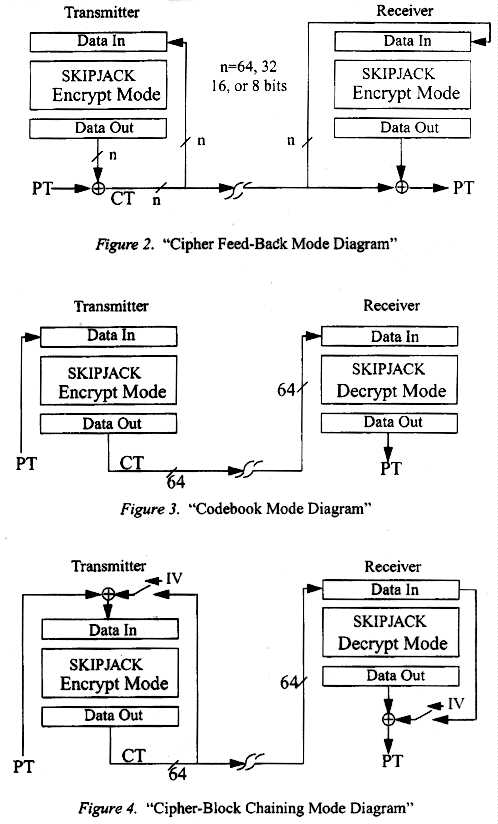 Transmitter
Receiver
Data In
Data In
n=64, 32
16, or 8 bits
SKIPJACK
Encrypt Mode
SKIPJACK
Encrypt Mode
Data Out
Data Out
n
n
n
PT
CT
n
PT
Figure 2. “Cipher Feed-Back Mode Diagram”
Transmitter
Receiver
Data In
Data In
SKIPJACK
Encrypt Mode
64
SKIPJACK
Decrypt Mode
Data Out
Data Out
PT
CT
64
PT
Figure 3. “Codebook Mode Diagram”
Transmitter
Receiver
IV
Data In
Data In
SKIPJACK
Encrypt Mode
SKIPJACK
Decrypt Mode
64
Data Out
Data Out
IV
PT
CT
64
PT
Figure 4. “Cipher-Block Chaining Mode Diagram”